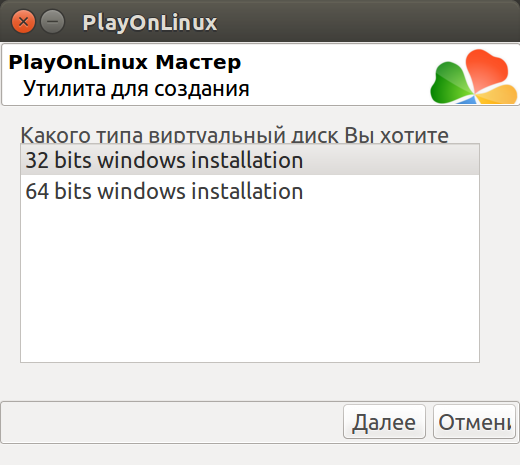 PlayOnLinux
PlayOnLinux Мастер
Утилита для создания
Какого типа виртуальный диск Вы хотите
32 bits windows installation
64 bits windows installation
Далее
Отмени